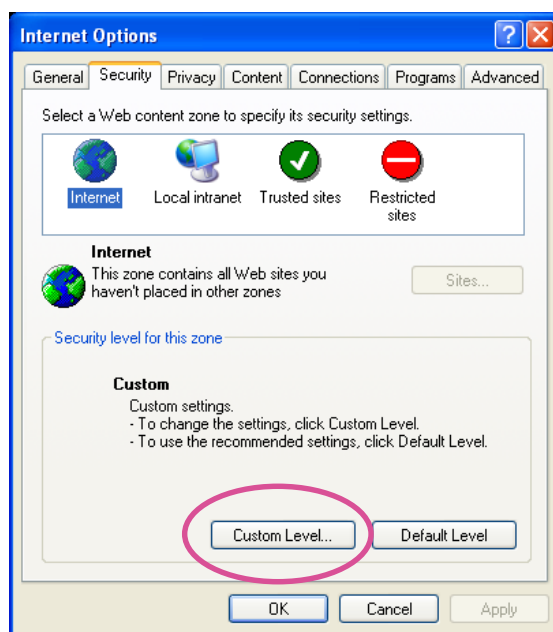 Internet Options
General Security Privacy Content Connections Programs Advanced
Select a Web content zone to specify its security settings.
Internet Local intranet Trusted sites Restricted
sites
Internet
This zone contains all Web sites you
haven't placed in other zones
Sites...
Security level for this zone
Custom
Custom settings.
- To change the settings, click Custom Level.
- To use the recommended settings, click Default Level.
Custom Level... Default Level
OK Cancel Apply